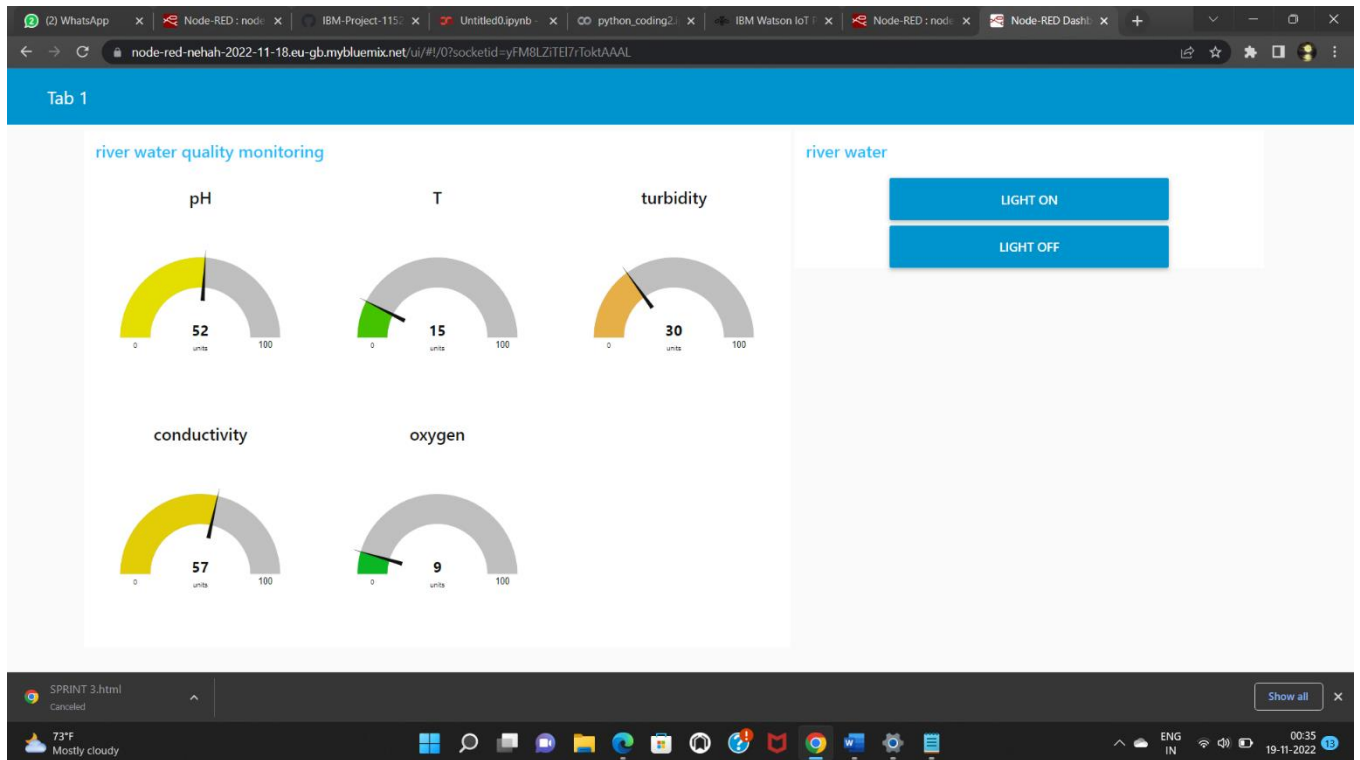 (2) WhatsApp
Node-RED : node
IBM-Project-1152
Untitled0.ipynb -
python_coding2.i
IBM Watson IoT P
Node-RED : node
Node-RED Dashb
node-red-nehah-2022-11-18.eu-gb.mybluemix.net/ui/#!/0?socketid=yFM8LZiTEl7rToktAAAL
Tab 1
river water quality monitoring
pH
T
turbidity
52
units
0
100
15
units
0
100
30
units
0
100
conductivity
oxygen
57
units
0
100
9
units
0
100
river water
LIGHT ON
LIGHT OFF
SPRINT 3.html
Canceled
Show all
73°F
Mostly cloudy
ENG
IN
00:35
19-11-2022
13